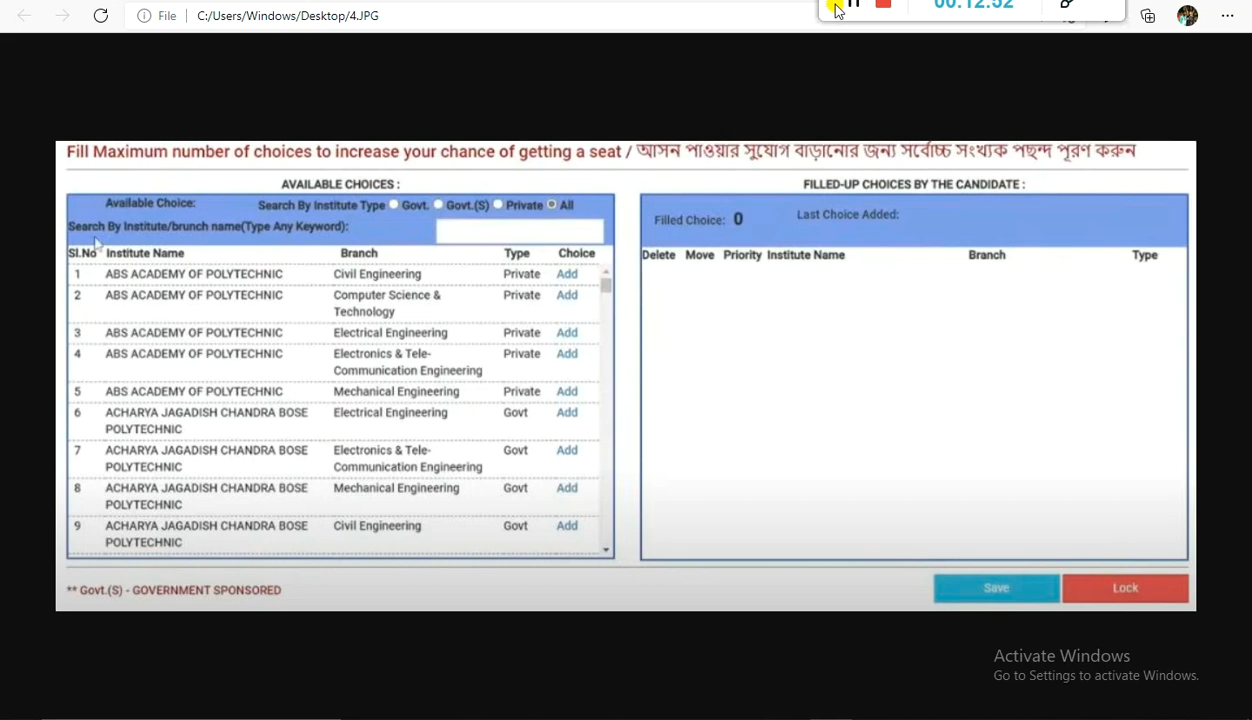 File C:/Users/Windows/Desktop/4.JPG
00:12:52
Fill Maximum number of choices to increase your chance of getting a seat / আসন পাওয়ার সুযোগ বাড়ানোর জন্য সর্বোচ্চ সংখ্যক পছন্দ পূরণ করুন
AVAILABLE CHOICES :
Available Choice: Search By Institute Type Govt. Govt.(S) Private All
Search By Institute/brunch name(Type Any Keyword):
Sl.No Institute Name Branch Type Choice
1 ABS ACADEMY OF POLYTECHNIC Civil Engineering Private Add
2 ABS ACADEMY OF POLYTECHNIC Computer Science & Private Add
Technology
3 ABS ACADEMY OF POLYTECHNIC Electrical Engineering Private Add
4 ABS ACADEMY OF POLYTECHNIC Electronics & Tele- Private Add
Communication Engineering
5 ABS ACADEMY OF POLYTECHNIC Mechanical Engineering Private Add
6 ACHARYA JAGADISH CHANDRA BOSE Electrical Engineering Govt Add
POLYTECHNIC
7 ACHARYA JAGADISH CHANDRA BOSE Electronics & Tele- Govt Add
POLYTECHNIC Communication Engineering
8 ACHARYA JAGADISH CHANDRA BOSE Mechanical Engineering Govt Add
POLYTECHNIC
9 ACHARYA JAGADISH CHANDRA BOSE Civil Engineering Govt Add
POLYTECHNIC
FILLED-UP CHOICES BY THE CANDIDATE :
Filled Choice: 0 Last Choice Added:
Delete Move Priority Institute Name Branch Type
** Govt.(S) - GOVERNMENT SPONSORED
Save Lock
Activate Windows
Go to Settings to activate Windows.